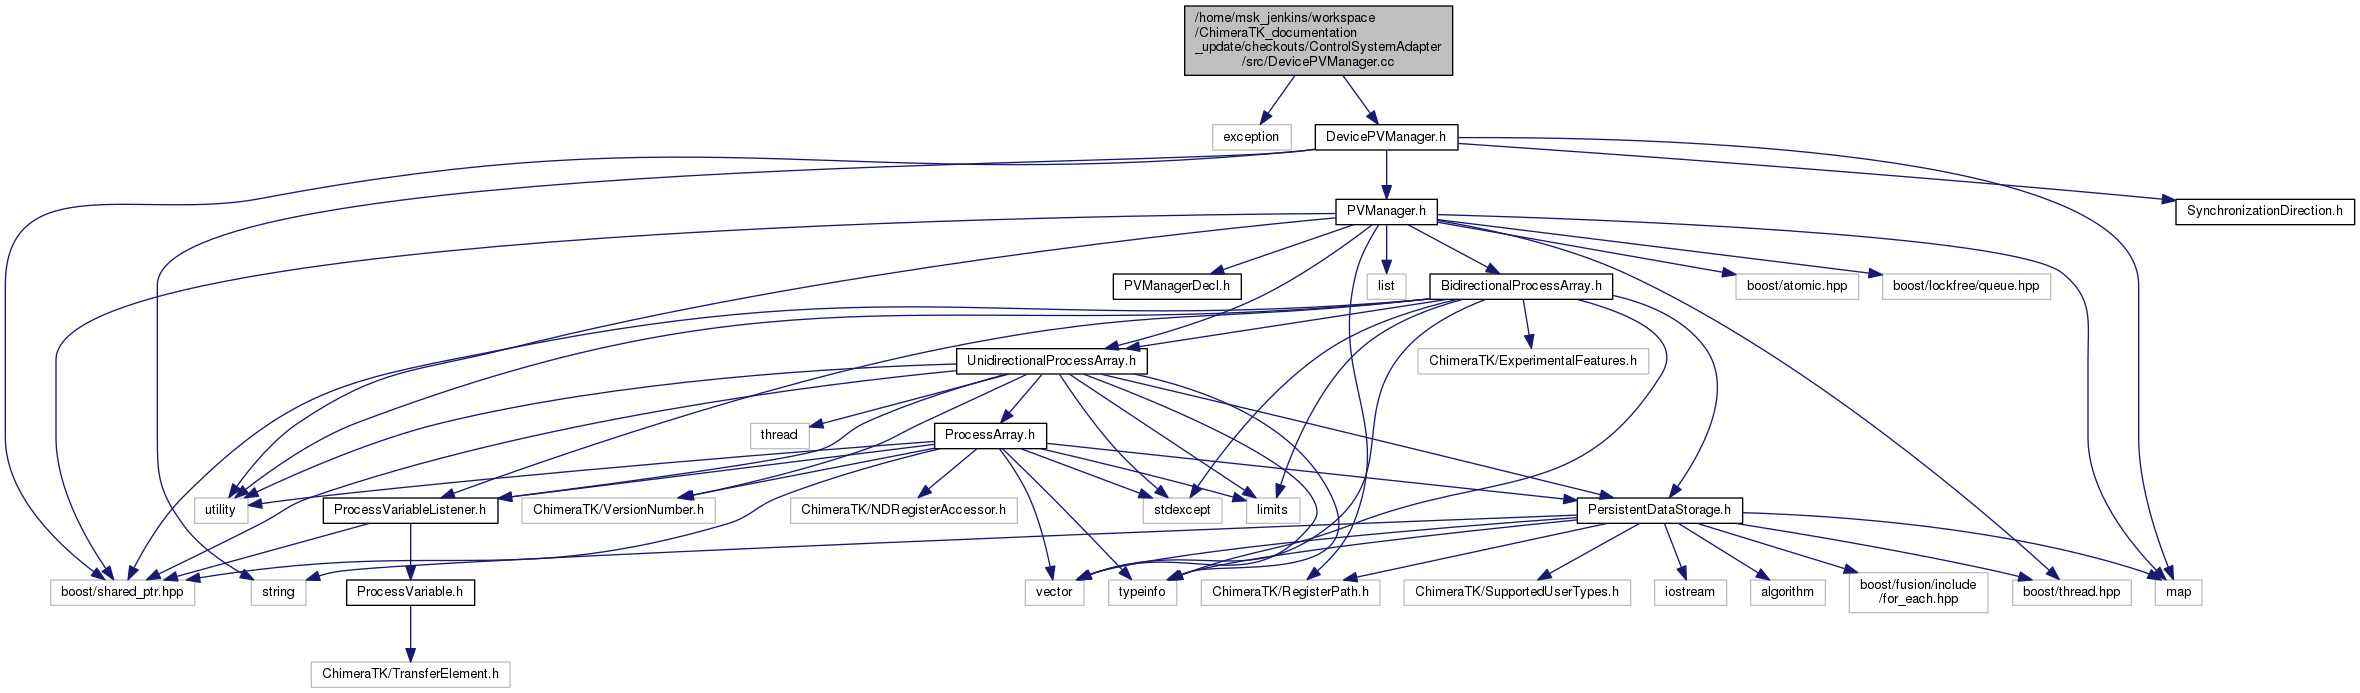 /home/msk_jenkins/workspace
/ChimeraTK_documentation
_update/checkouts/ControlSystemAdapter
/src/DevicePVManager.cc
exception
DevicePVManager.h
PVManager.h
SynchronizationDirection.h
PVManagerDecl.h
list
BidirectionalProcessArray.h
boost/atomic.hpp
boost/lockfree/queue.hpp
UnidirectionalProcessArray.h
ChimeraTK/ExperimentalFeatures.h
thread
ProcessArray.h
utility
ProcessVariableListener.h
ChimeraTK/VersionNumber.h
ChimeraTK/NDRegisterAccessor.h
stdexcept
limits
PersistentDataStorage.h
boost/shared_ptr.hpp
string
ProcessVariable.h
vector
typeinfo
ChimeraTK/RegisterPath.h
ChimeraTK/SupportedUserTypes.h
iostream
algorithm
boost/fusion/include
/for_each.hpp
boost/thread.hpp
map
ChimeraTK/TransferElement.h